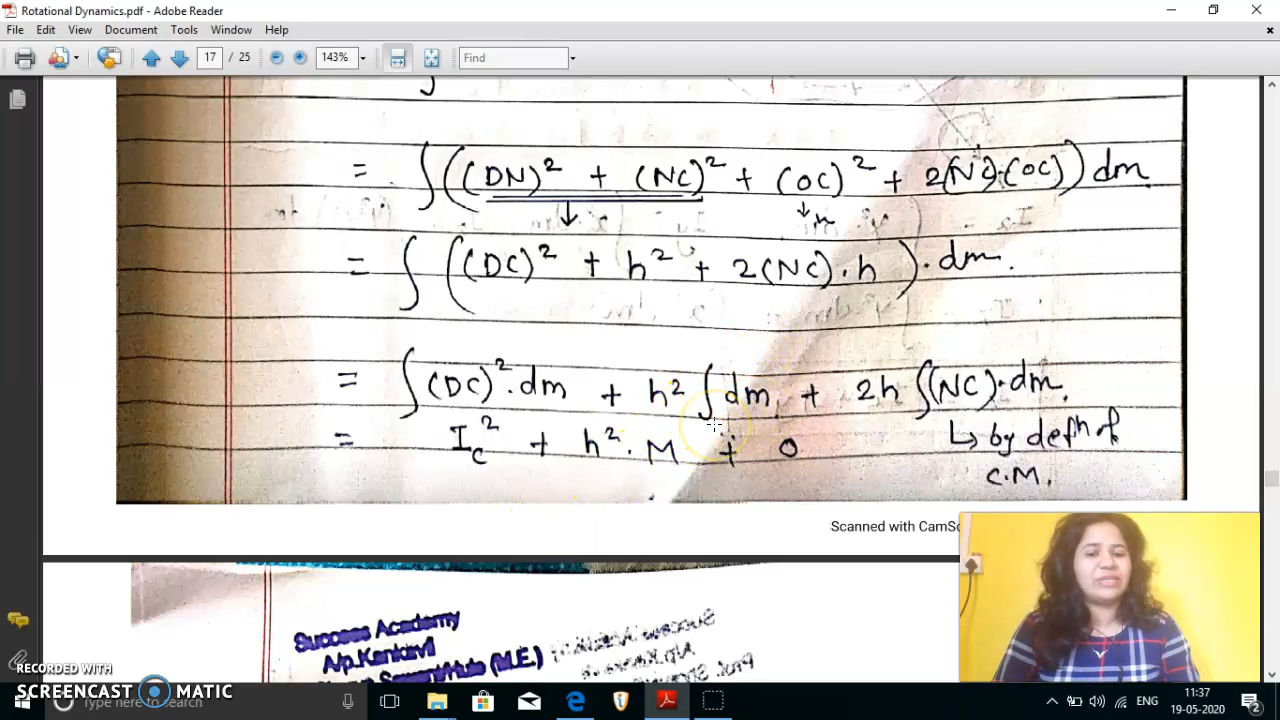 Rotational Dynamics.pdf - Adobe Reader
File Edit View Document Tools Window Help
17 / 25 143% Find
= ∫((DN)² + (NC)² + (OC)² + 2(NC)·(OC)) dm
↓ ↓h
= ∫((DC)² + h² + 2(NC)·h)·dm.
= ∫(DC)²·dm + h² ∫dm + 2h ∫(NC)·dm.
= I_C² + h²·M + 0 ↳ by defn of
C.M.
Scanned with CamSc
Success Academy
A/p.Kankavli
(M.E.)
RECORDED WITH
SCREENCAST MATIC
Type here to search
ENG
11:37
19-05-2020
2